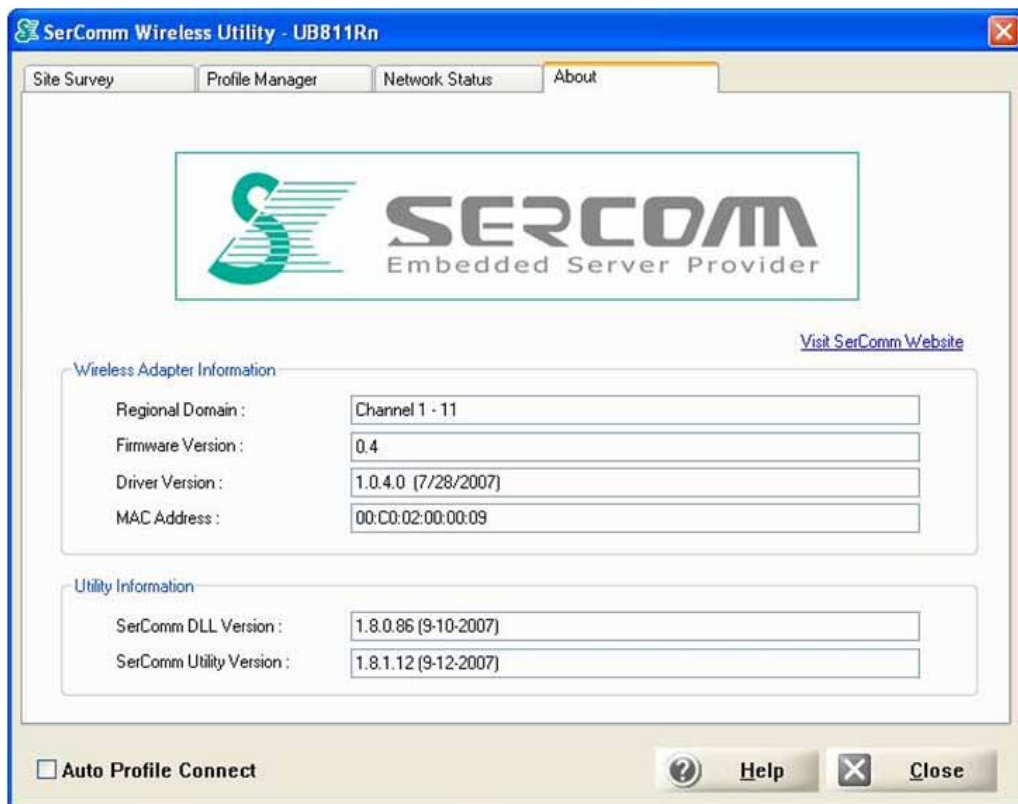 SerComm Wireless Utility - UB811Rn
Site Survey Profile Manager Network Status About
SERCOMM
Embedded Server Provider
Visit SerComm Website
Wireless Adapter Information
Regional Domain : Channel 1 - 11
Firmware Version : 0.4
Driver Version : 1.0.4.0 (7/28/2007)
MAC Address : 00:C0:02:00:00:09
Utility Information
SerComm DLL Version : 1.8.0.86 (9-10-2007)
SerComm Utility Version : 1.8.1.12 (9-12-2007)
Auto Profile Connect Help Close